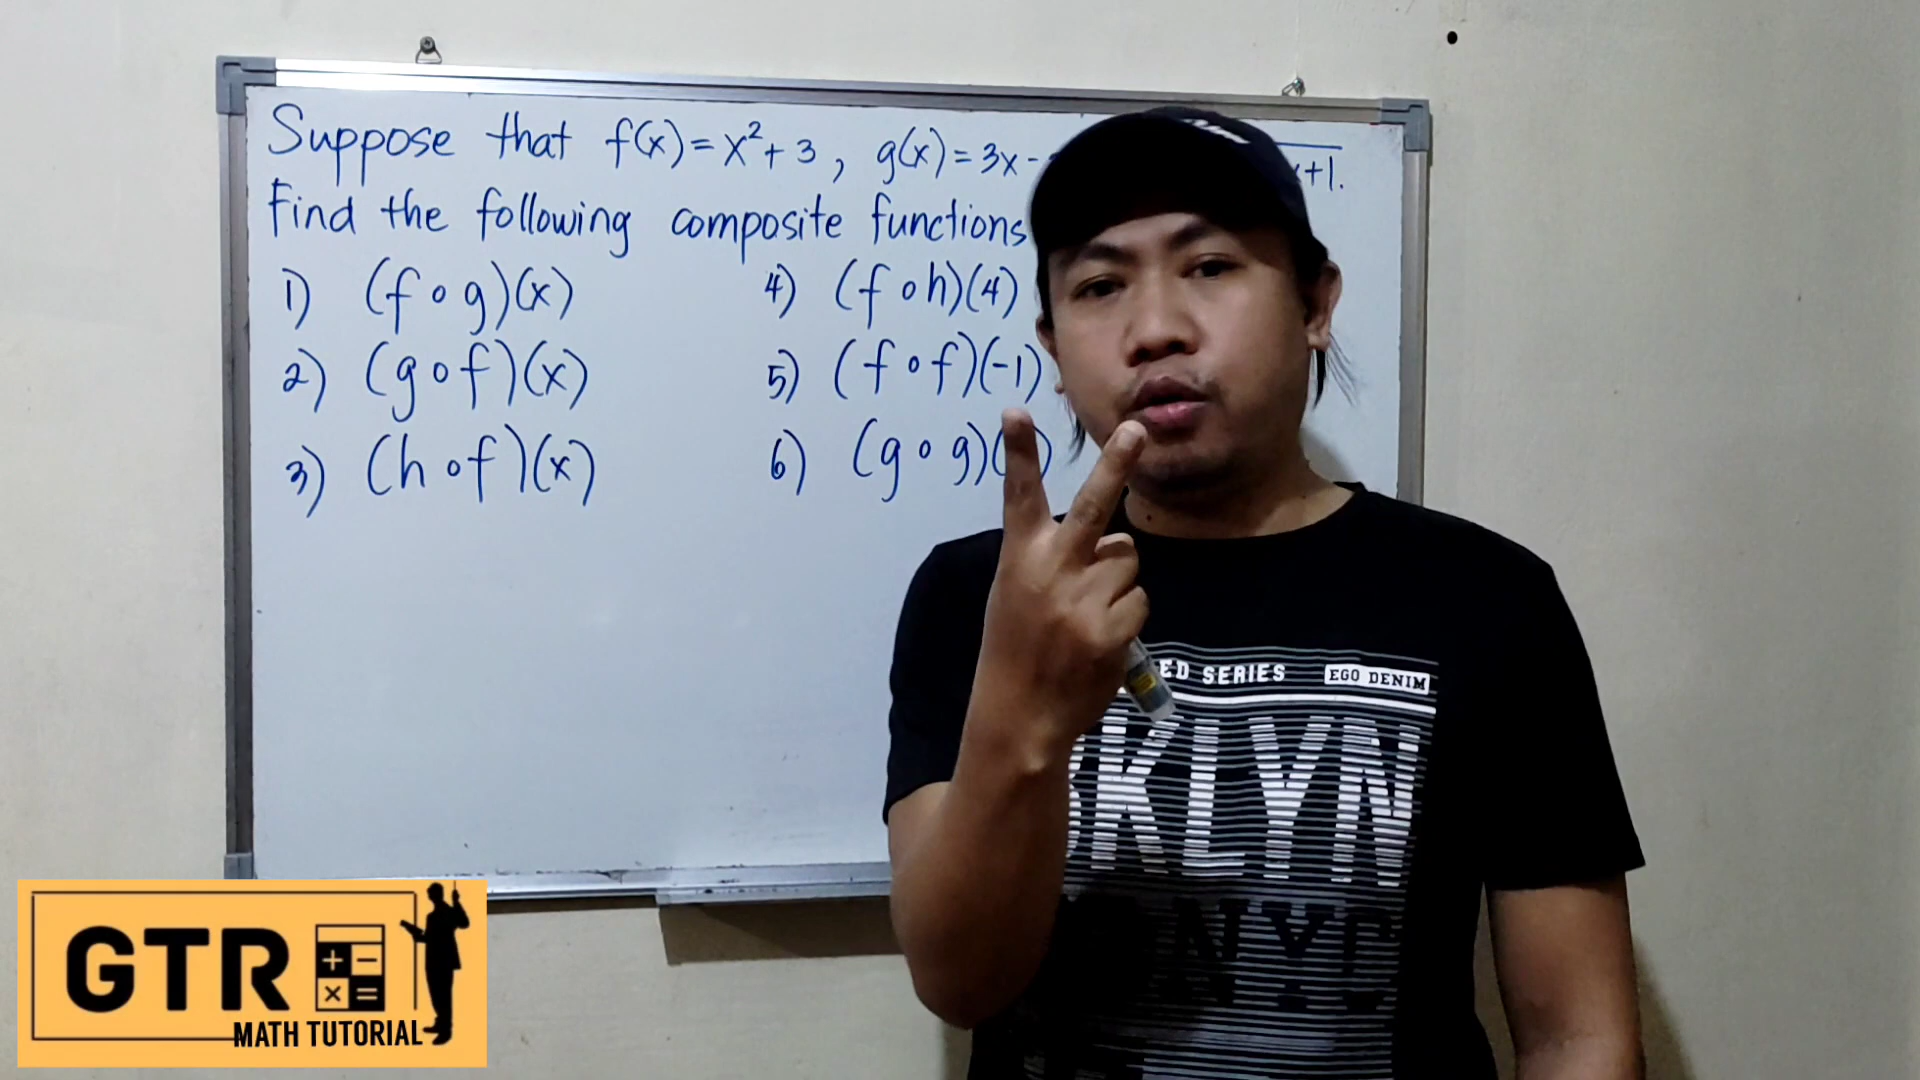 Suppose that f(x) = x² + 3, g(x) = 3x - x+1.
Find the following composite functions
1) (f∘g)(x)
2) (g∘f)(x)
3) (h∘f)(x)
4) (f∘h)(4)
5) (f∘f)(-1)
6) (g∘g)( )
ED SERIES
EGO DENIM
KLYN
GTR
+ - × =
MATH TUTORIAL